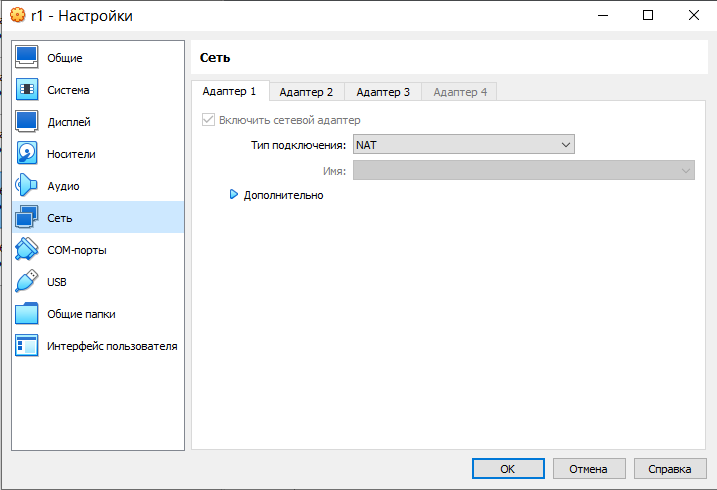 r1 - Настройки
Общие
Система
Дисплей
Носители
Аудио
Сеть
COM-порты
USB
Общие папки
Интерфейс пользователя
Сеть
Адаптер 1 Адаптер 2 Адаптер 3 Адаптер 4
Включить сетевой адаптер
Тип подключения: NAT
Имя:
Дополнительно
OK Отмена Справка